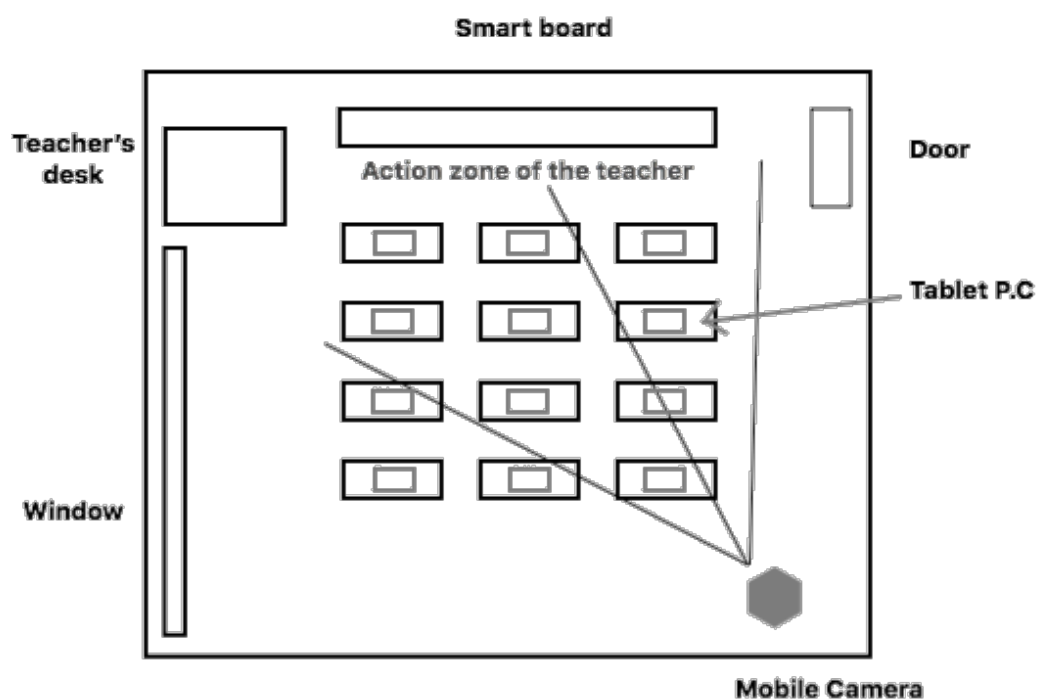 Smart board
Teacher's
desk
Door
Action zone of the teacher
Tablet P.C
Window
Mobile Camera